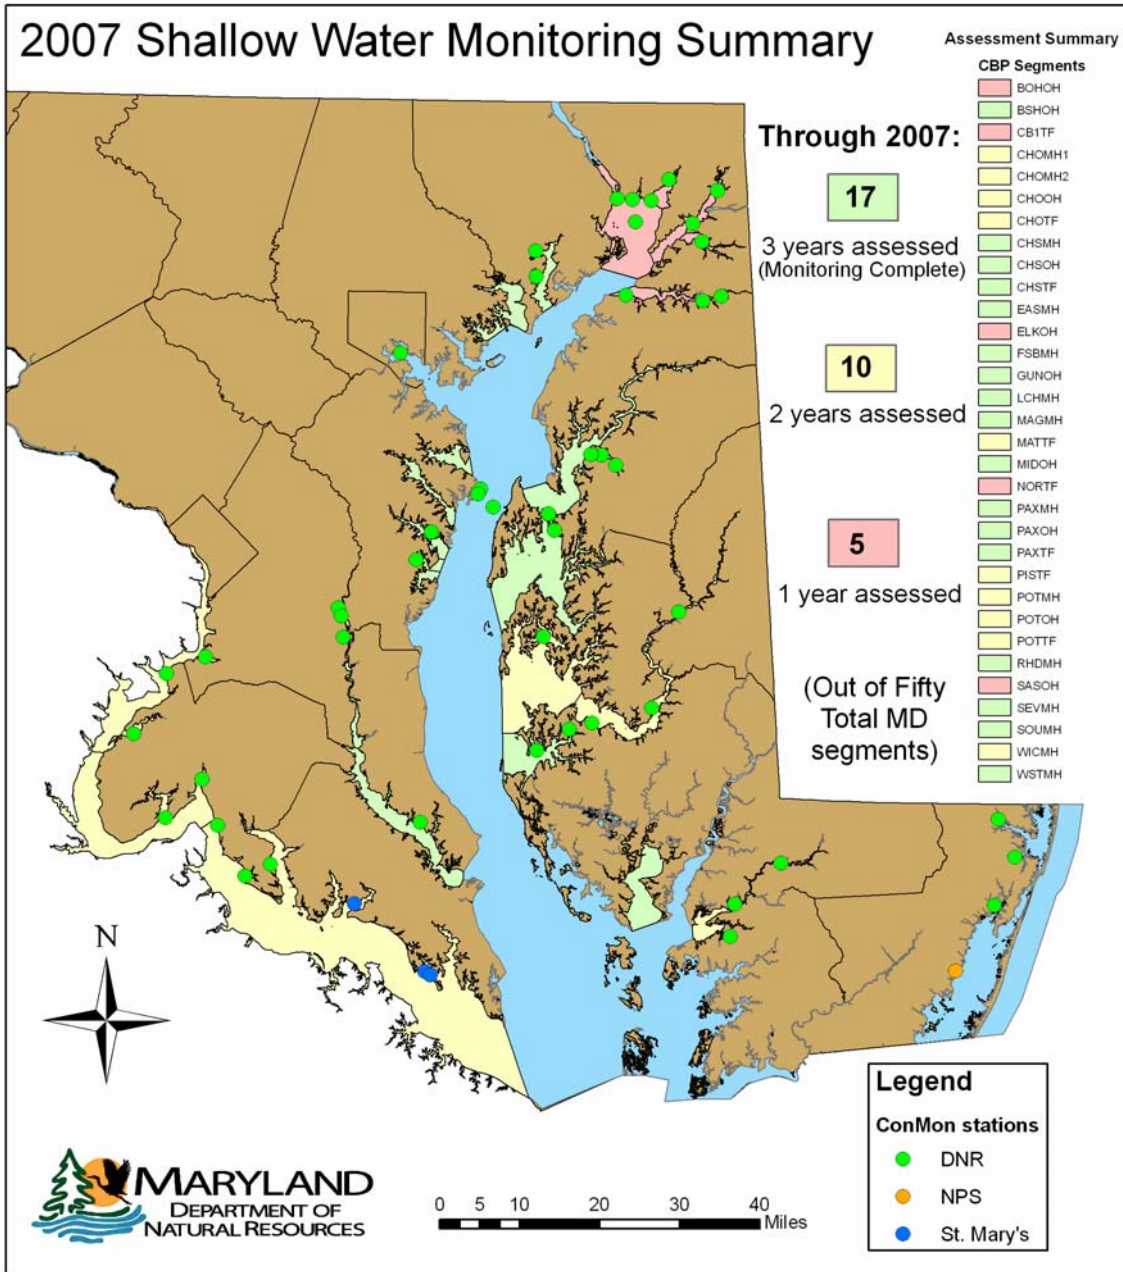 2007 Shallow Water Monitoring Summary
Assessment Summary
CBP Segments
BOHOH
BSHOH
CB1TF
CHOMH1
CHOMH2
CHOOH
CHOTF
CHSMH
CHSOH
CHSTF
EASMH
ELKOH
FSBMH
GUNOH
LCHMH
MAGMH
MATTF
MIDOH
NORTF
PAXMH
PAXOH
PAXTF
PISTF
POTMH
POTOH
POTTF
RHDMH
SASOH
SEVMH
SOUMH
WICMH
WSTMH
Through 2007:
17
3 years assessed
(Monitoring Complete)
10
2 years assessed
5
1 year assessed
(Out of Fifty
Total MD
segments)
N
MARYLAND
DEPARTMENT OF
NATURAL RESOURCES
0 5 10 20 30 40
Miles
Legend
ConMon stations
DNR
NPS
St. Mary's